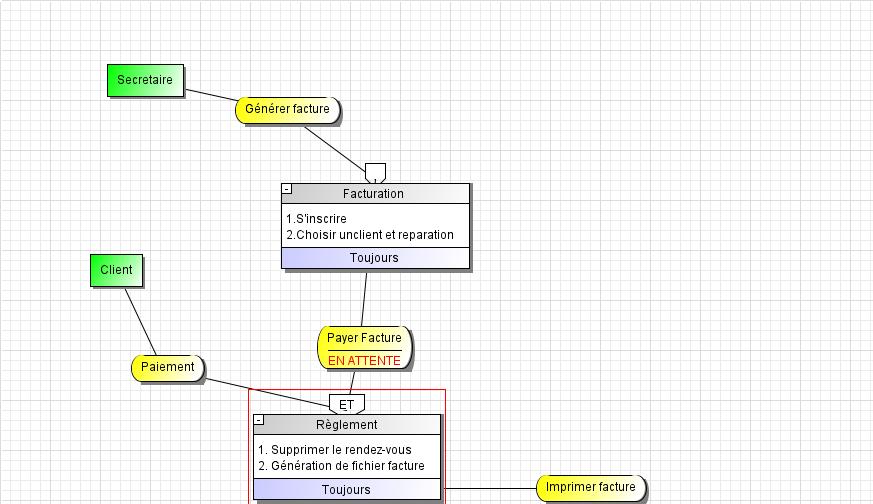 Secretaire
Générer facture
Facturation
1.S'inscrire
2.Choisir unclient et reparation
Toujours
Client
Payer Facture
EN ATTENTE
Paiement
ET
Règlement
1. Supprimer le rendez-vous
2. Génération de fichier facture
Toujours
Imprimer facture